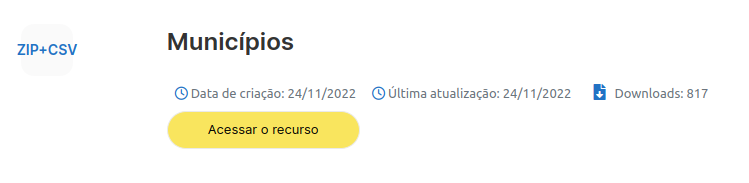 ZIP+CSV
Municípios
Data de criação: 24/11/2022 Última atualização: 24/11/2022 Downloads: 817
Acessar o recurso